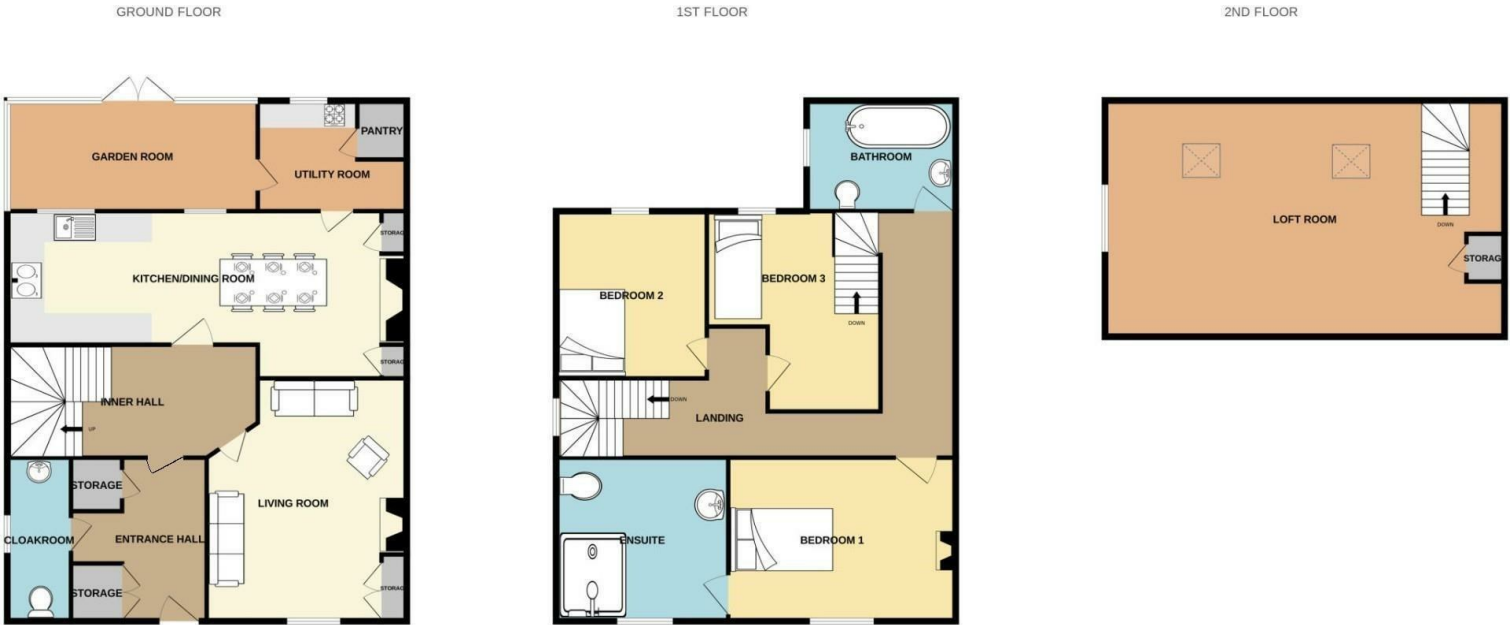 GROUND FLOOR
GARDEN ROOM
PANTRY
UTILITY ROOM
STORAG
KITCHEN/DINING ROOM
STORAG
INNER HALL
UP
STORAGE
LIVING ROOM
CLOAKROOM
ENTRANCE HALL
STORAGE
STORAG
1ST FLOOR
BATHROOM
BEDROOM 3
BEDROOM 2
DOWN
DOWN
LANDING
ENSUITE
BEDROOM 1
2ND FLOOR
LOFT ROOM
DOWN
STORAG